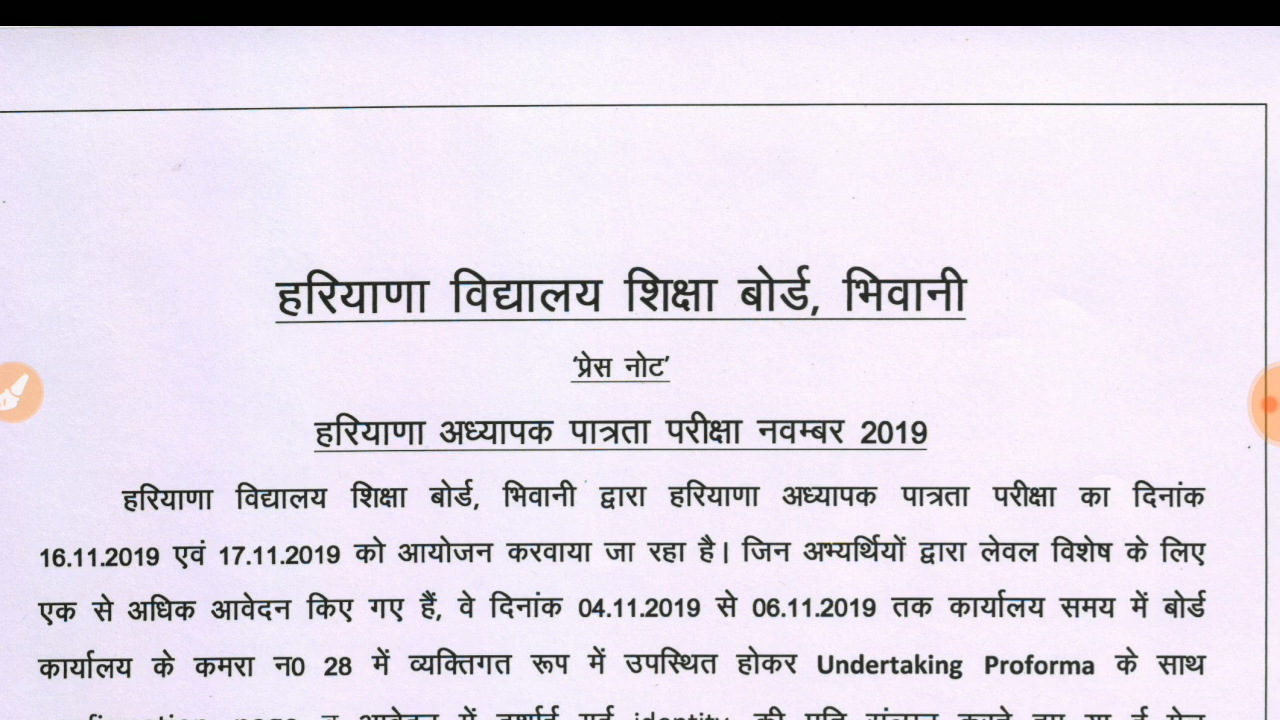 हरियाणा विद्यालय शिक्षा बोर्ड, भिवानी
'प्रेस नोट'
हरियाणा अध्यापक पात्रता परीक्षा नवम्बर 2019
हरियाणा विद्यालय शिक्षा बोर्ड, भिवानी द्वारा हरियाणा अध्यापक पात्रता परीक्षा का दिनांक
16.11.2019 एवं 17.11.2019 को आयोजन करवाया जा रहा है। जिन अभ्यर्थियों द्वारा लेवल विशेष के लिए
एक से अधिक आवेदन किए गए हैं, वे दिनांक 04.11.2019 से 06.11.2019 तक कार्यालय समय में बोर्ड
कार्यालय के कमरा न0 28 में व्यक्तिगत रूप में उपस्थित होकर Undertaking Proforma के साथ